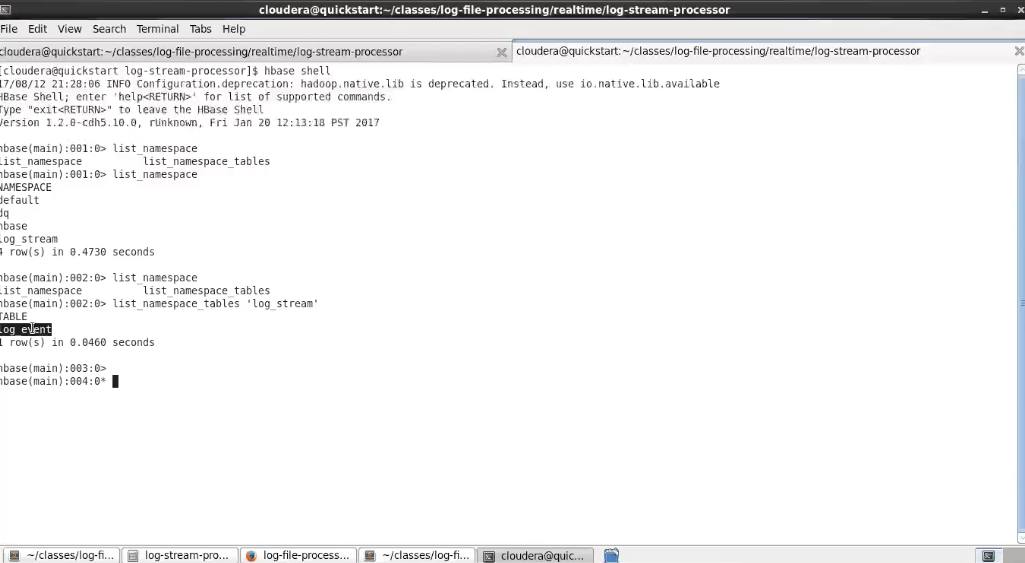 cloudera@quickstart:~/classes/log-file-processing/realtime/log-stream-processor
File Edit View Search Terminal Tabs Help
cloudera@quickstart:~/classes/log-file-processing/realtime/log-stream-processor
cloudera@quickstart:~/classes/log-file-processing/realtime/log-stream-processor
[cloudera@quickstart log-stream-processor]$ hbase shell
17/08/12 21:28:06 INFO Configuration.deprecation: hadoop.native.lib is deprecated. Instead, use io.native.lib.available
HBase Shell; enter 'help<RETURN>' for list of supported commands.
Type "exit<RETURN>" to leave the HBase Shell
Version 1.2.0-cdh5.10.0, rUnknown, Fri Jan 20 12:13:18 PST 2017
hbase(main):001:0> list_namespace
list_namespace list_namespace_tables
hbase(main):001:0> list_namespace
NAMESPACE
default
dq
hbase
log_stream
4 row(s) in 0.4730 seconds
hbase(main):002:0> list_namespace
list_namespace list_namespace_tables
hbase(main):002:0> list_namespace_tables 'log_stream'
TABLE
log_event
1 row(s) in 0.0460 seconds
hbase(main):003:0>
hbase(main):004:0*
~/classes/log-fi... log-stream-pro... log-file-process... ~/classes/log-fi... cloudera@quic...